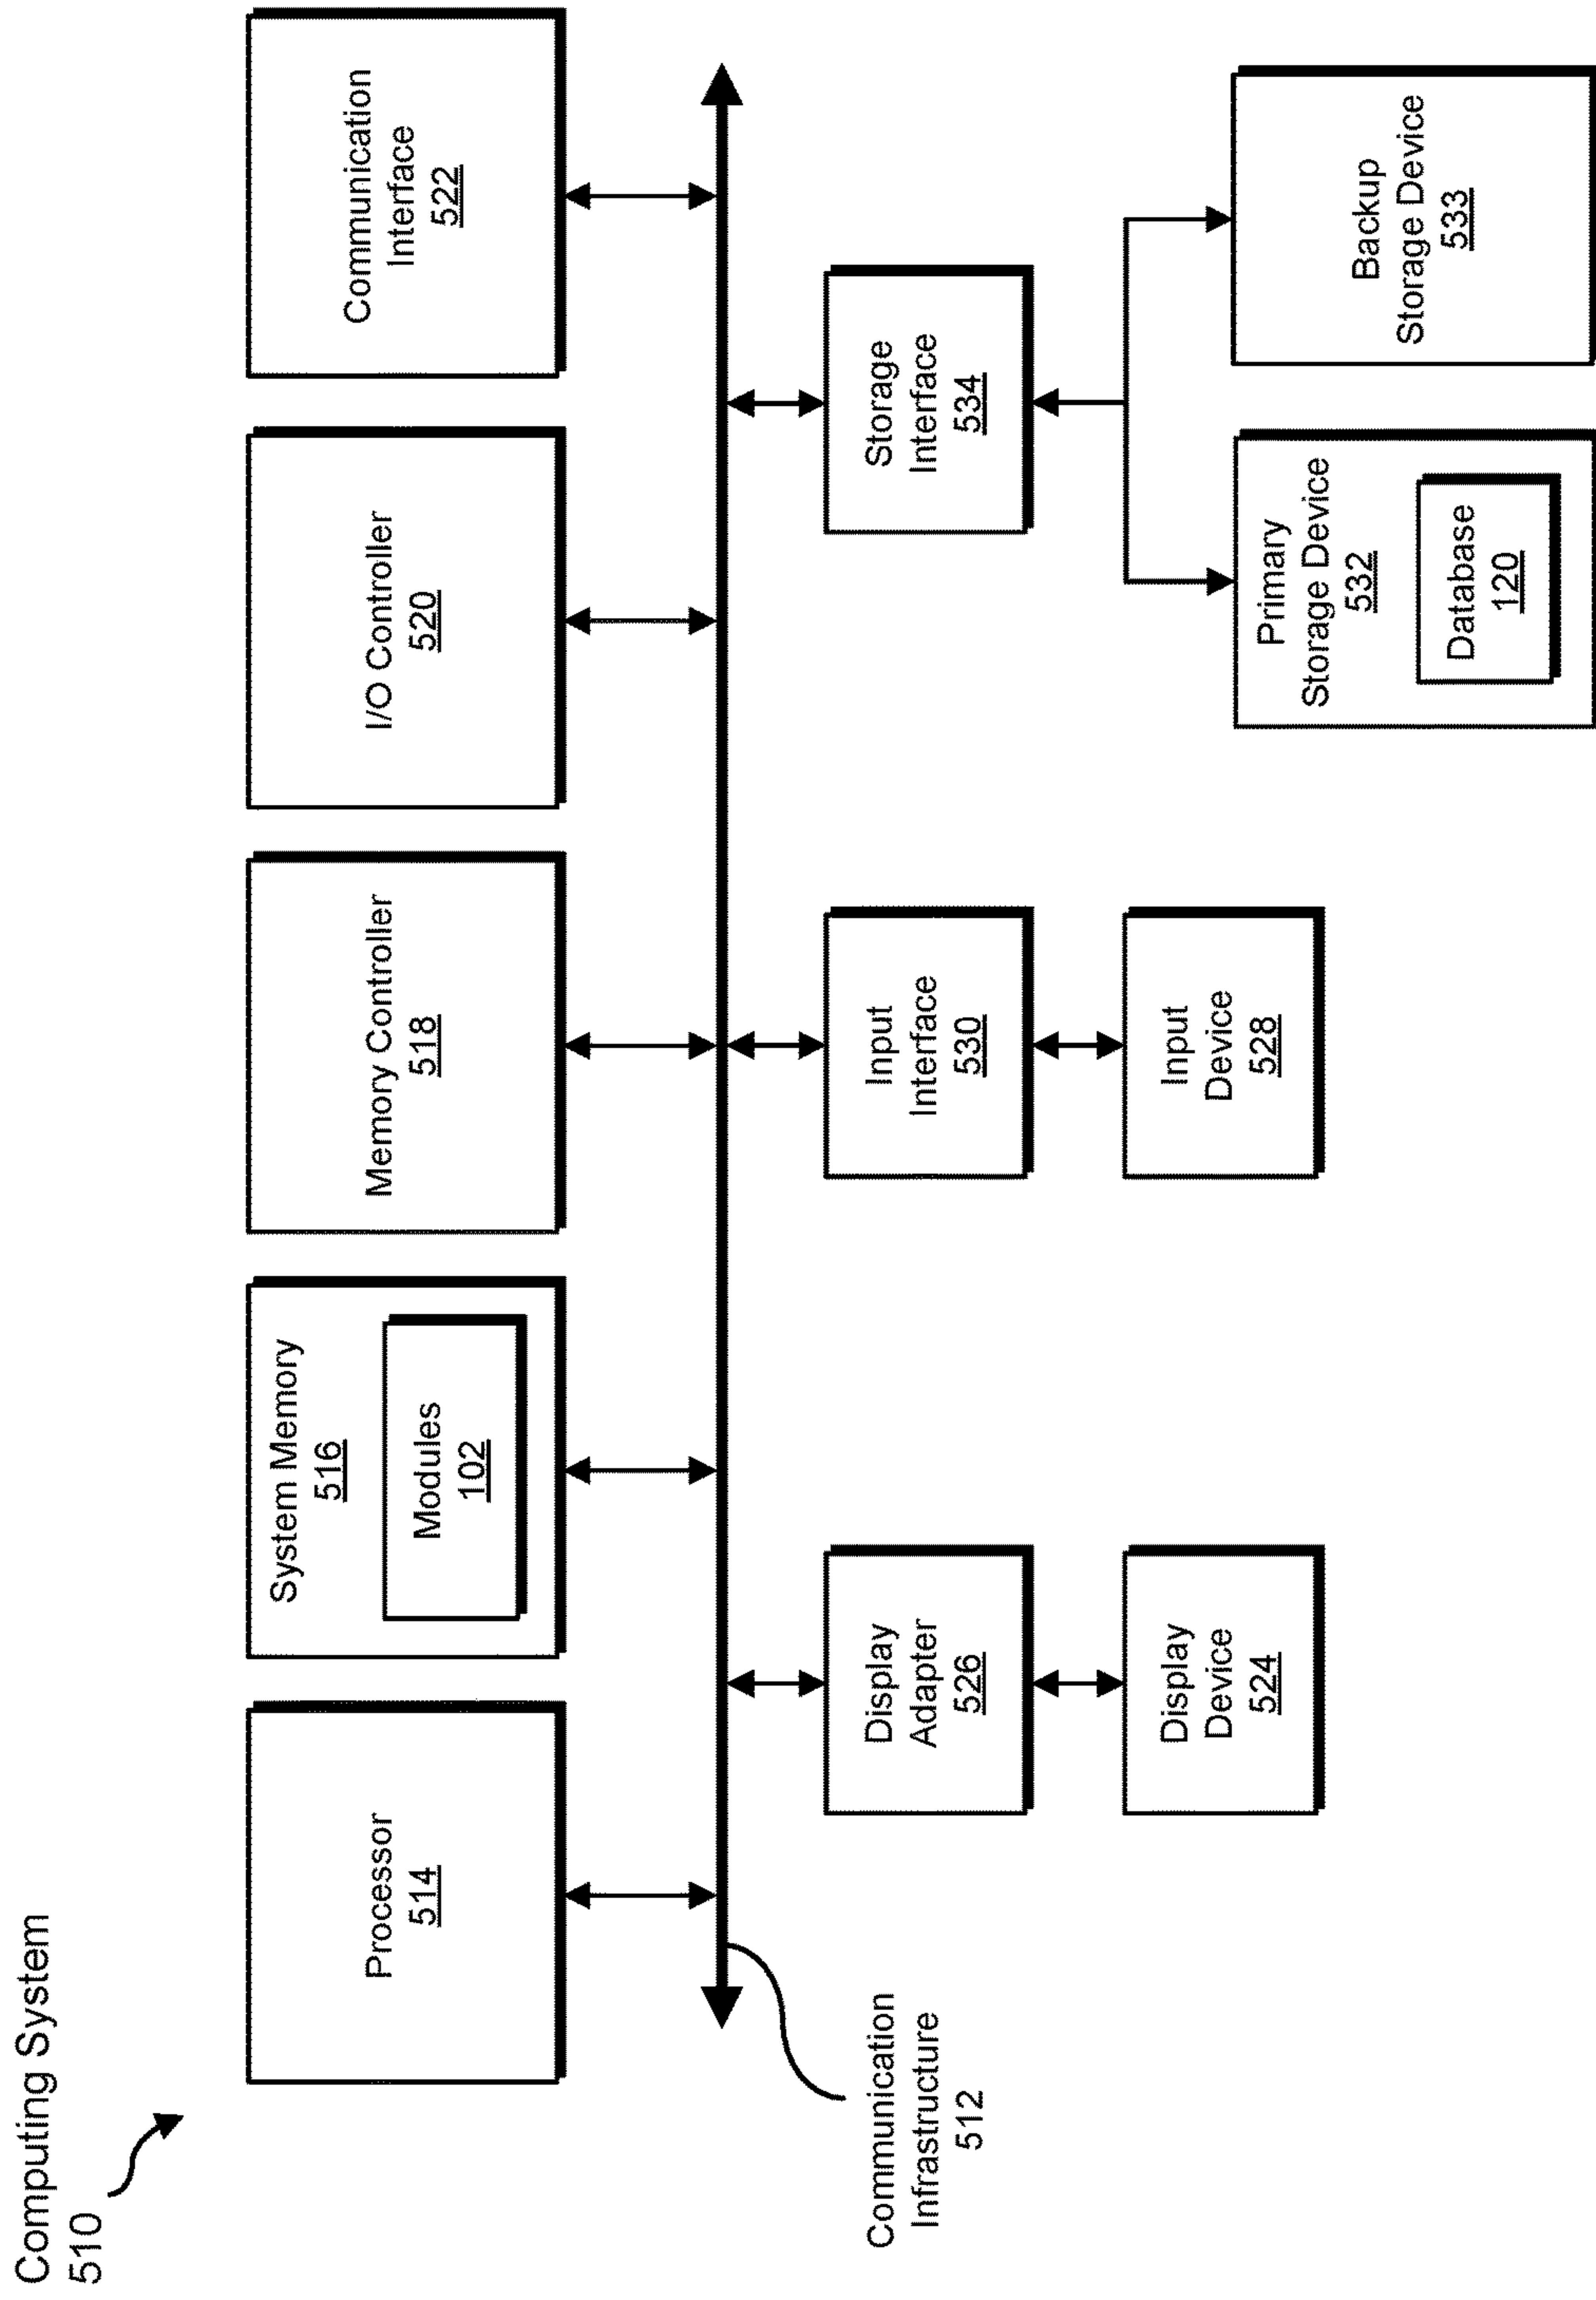 Computing System
510
Processor
514
System Memory
516
Modules
102
Memory Controller
518
I/O Controller
520
Communication
Interface
522
Communication
Infrastructure
512
Display
Adapter
526
Input
Interface
530
Storage
Interface
534
Display
Device
524
Input
Device
528
Primary
Storage Device
532
Database
120
Backup
Storage Device
533